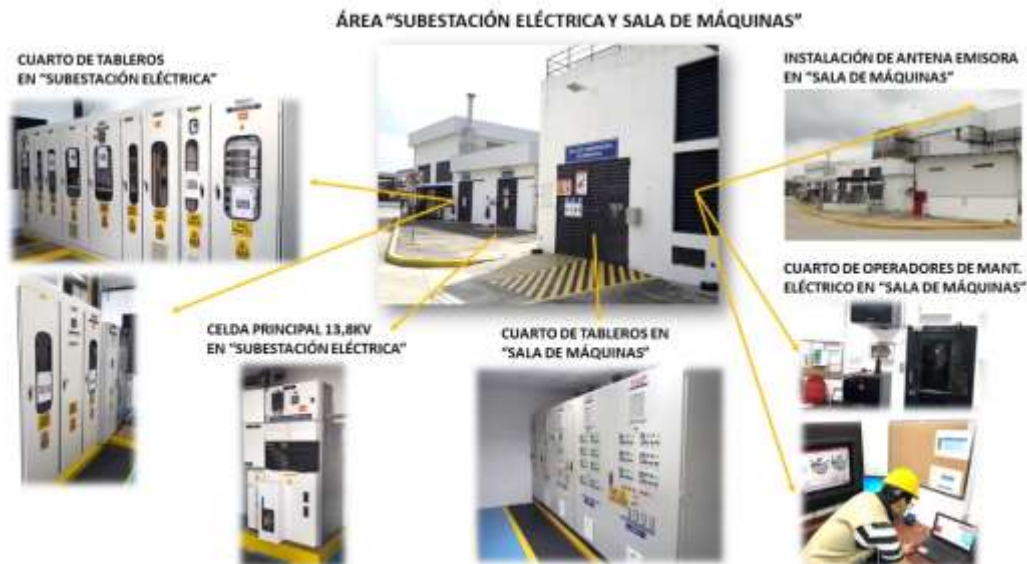 ÁREA “SUBESTACIÓN ELÉCTRICA Y SALA DE MÁQUINAS”
CUARTO DE TABLEROS
EN “SUBESTACIÓN ELÉCTRICA”
INSTALACIÓN DE ANTENA EMISORA
EN “SALA DE MÁQUINAS”
CUARTO DE OPERADORES DE MANT.
ELÉCTRICO EN “SALA DE MÁQUINAS”
CELDA PRINCIPAL 13,8KV
EN “SUBESTACIÓN ELÉCTRICA”
CUARTO DE TABLEROS EN
“SALA DE MÁQUINAS”